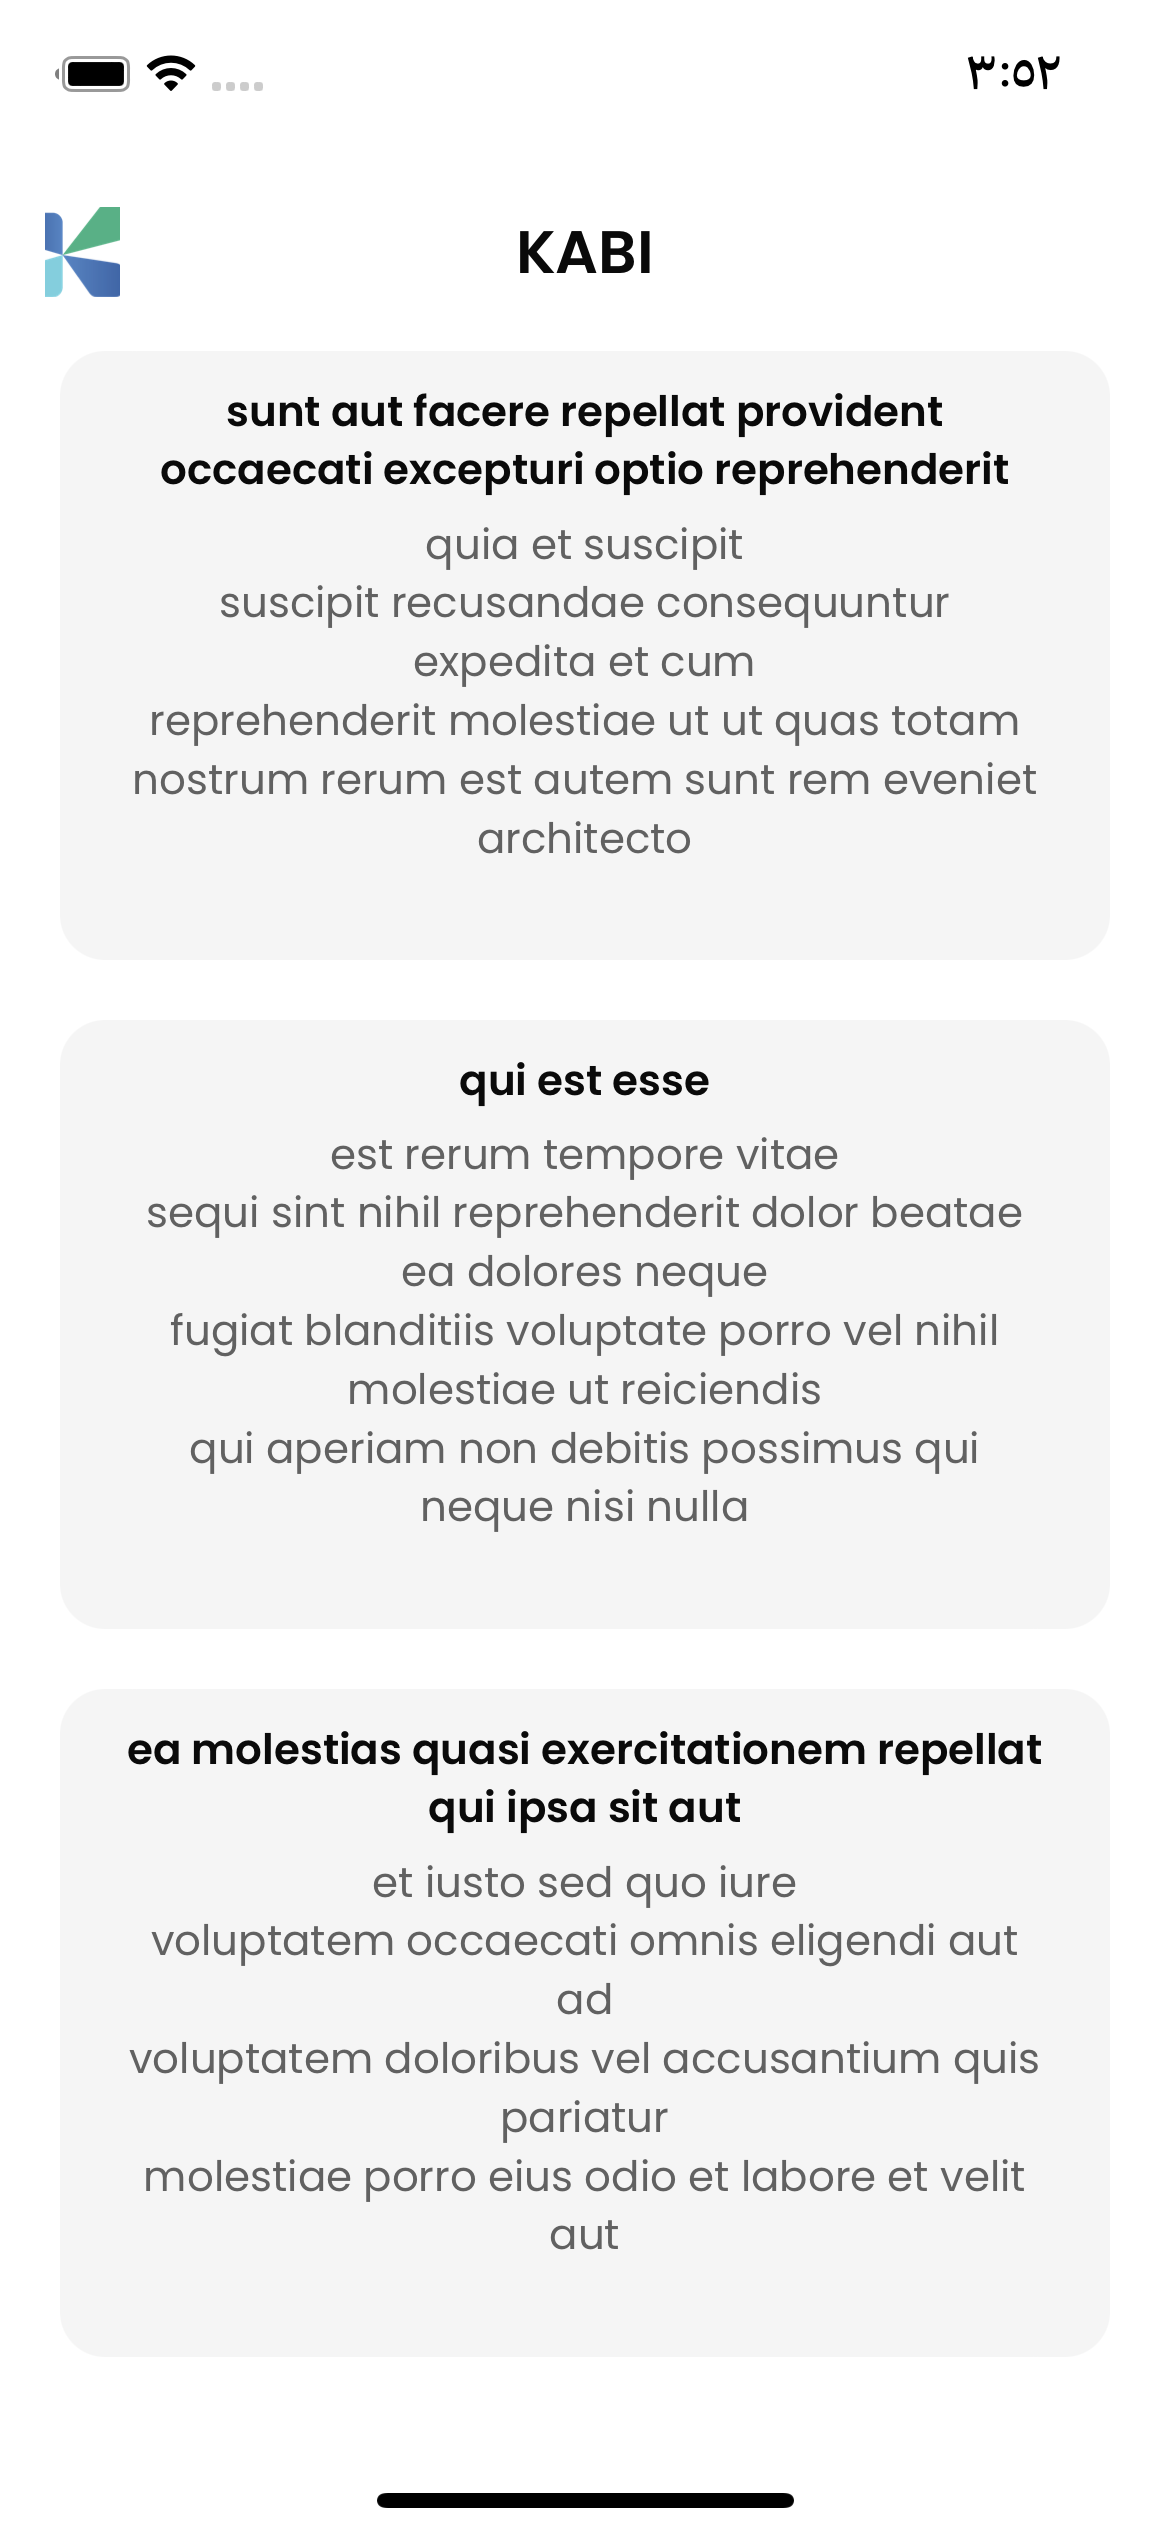 ٣:٥٢
KABI
sunt aut facere repellat provident
occaecati excepturi optio reprehenderit
quia et suscipit
suscipit recusandae consequuntur
expedita et cum
reprehenderit molestiae ut ut quas totam
nostrum rerum est autem sunt rem eveniet
architecto
qui est esse
est rerum tempore vitae
sequi sint nihil reprehenderit dolor beatae
ea dolores neque
fugiat blanditiis voluptate porro vel nihil
molestiae ut reiciendis
qui aperiam non debitis possimus qui
neque nisi nulla
ea molestias quasi exercitationem repellat
qui ipsa sit aut
et iusto sed quo iure
voluptatem occaecati omnis eligendi aut
ad
voluptatem doloribus vel accusantium quis
pariatur
molestiae porro eius odio et labore et velit
aut